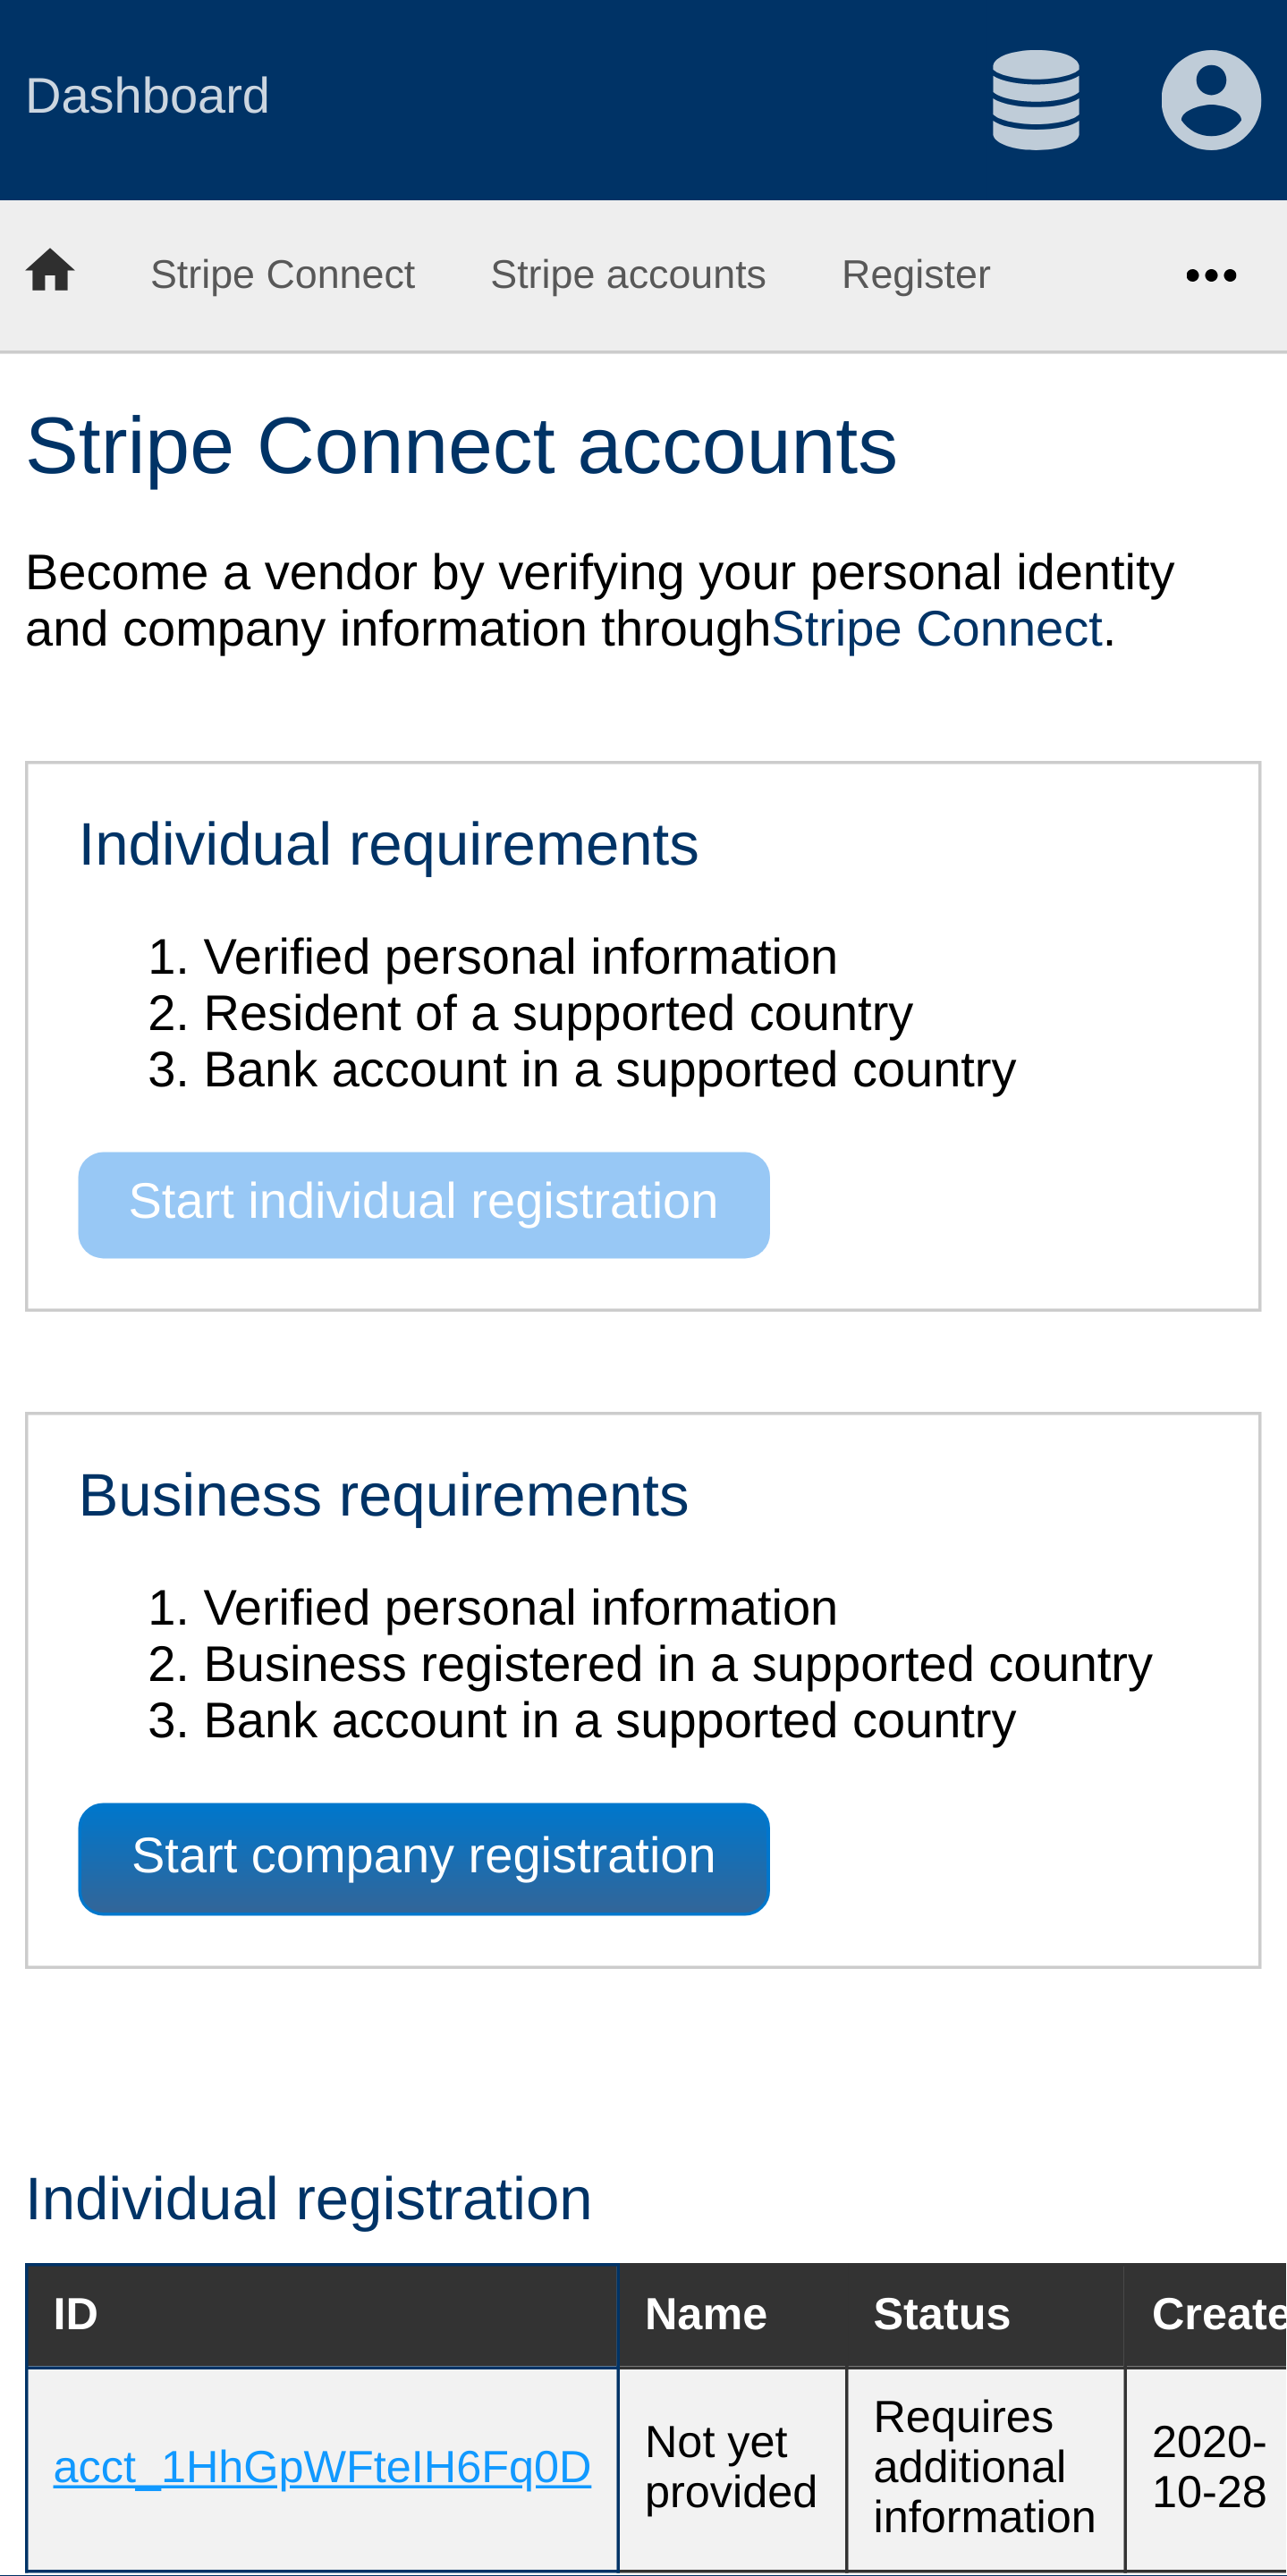 Dashboard
Stripe Connect Stripe accounts Register
Stripe Connect accounts
Become a vendor by verifying your personal identity
and company information throughStripe Connect.
Individual requirements
1. Verified personal information
2. Resident of a supported country
3. Bank account in a supported country
Start individual registration
Business requirements
1. Verified personal information
2. Business registered in a supported country
3. Bank account in a supported country
Start company registration
Individual registration
ID Name Status Create
acct_1HhGpWFteIH6Fq0D
Not yet
provided
Requires
additional
information
2020-
10-28